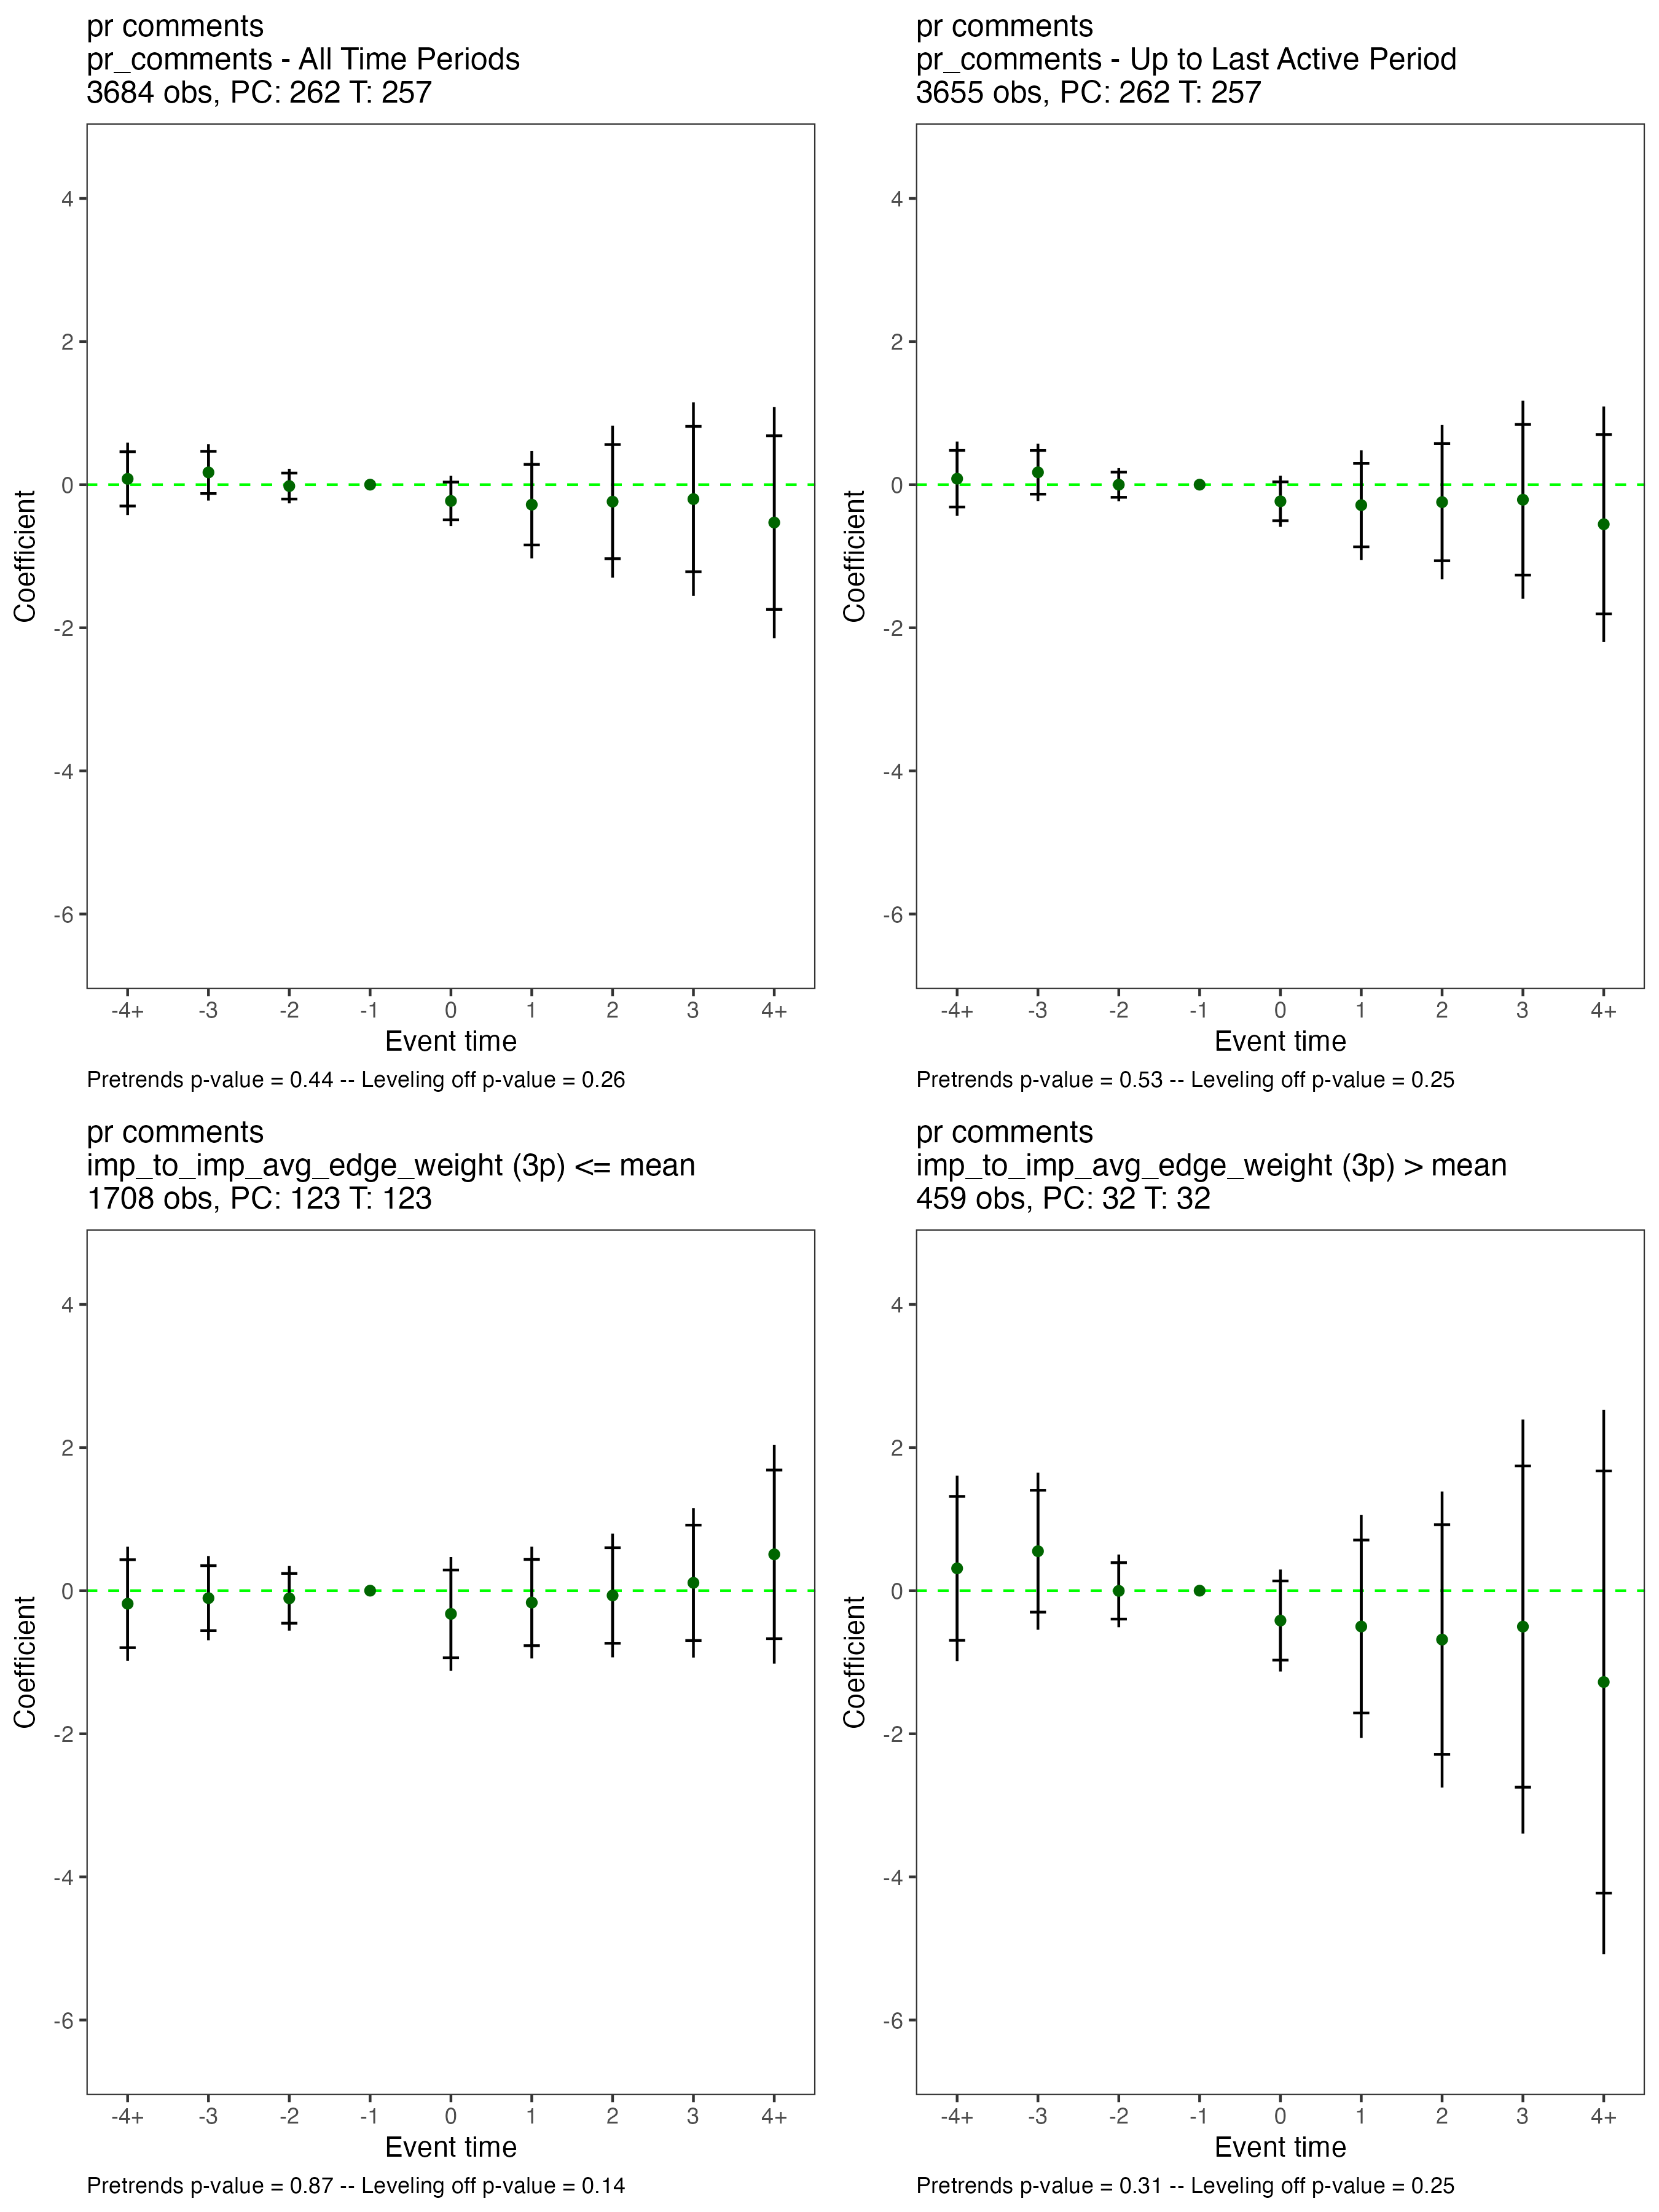 pr comments
pr_comments - All Time Periods
3684 obs, PC: 262 T: 257
4
2
0
-2
-4
-6
Coefficient
-4+ -3 -2 -1 0 1 2 3 4+
Event time
Pretrends p-value = 0.44 -- Leveling off p-value = 0.26
pr comments
pr_comments - Up to Last Active Period
3655 obs, PC: 262 T: 257
4
2
0
-2
-4
-6
Coefficient
-4+ -3 -2 -1 0 1 2 3 4+
Event time
Pretrends p-value = 0.53 -- Leveling off p-value = 0.25
pr comments
imp_to_imp_avg_edge_weight (3p) <= mean
1708 obs, PC: 123 T: 123
4
2
0
-2
-4
-6
Coefficient
-4+ -3 -2 -1 0 1 2 3 4+
Event time
Pretrends p-value = 0.87 -- Leveling off p-value = 0.14
pr comments
imp_to_imp_avg_edge_weight (3p) > mean
459 obs, PC: 32 T: 32
4
2
0
-2
-4
-6
Coefficient
-4+ -3 -2 -1 0 1 2 3 4+
Event time
Pretrends p-value = 0.31 -- Leveling off p-value = 0.25